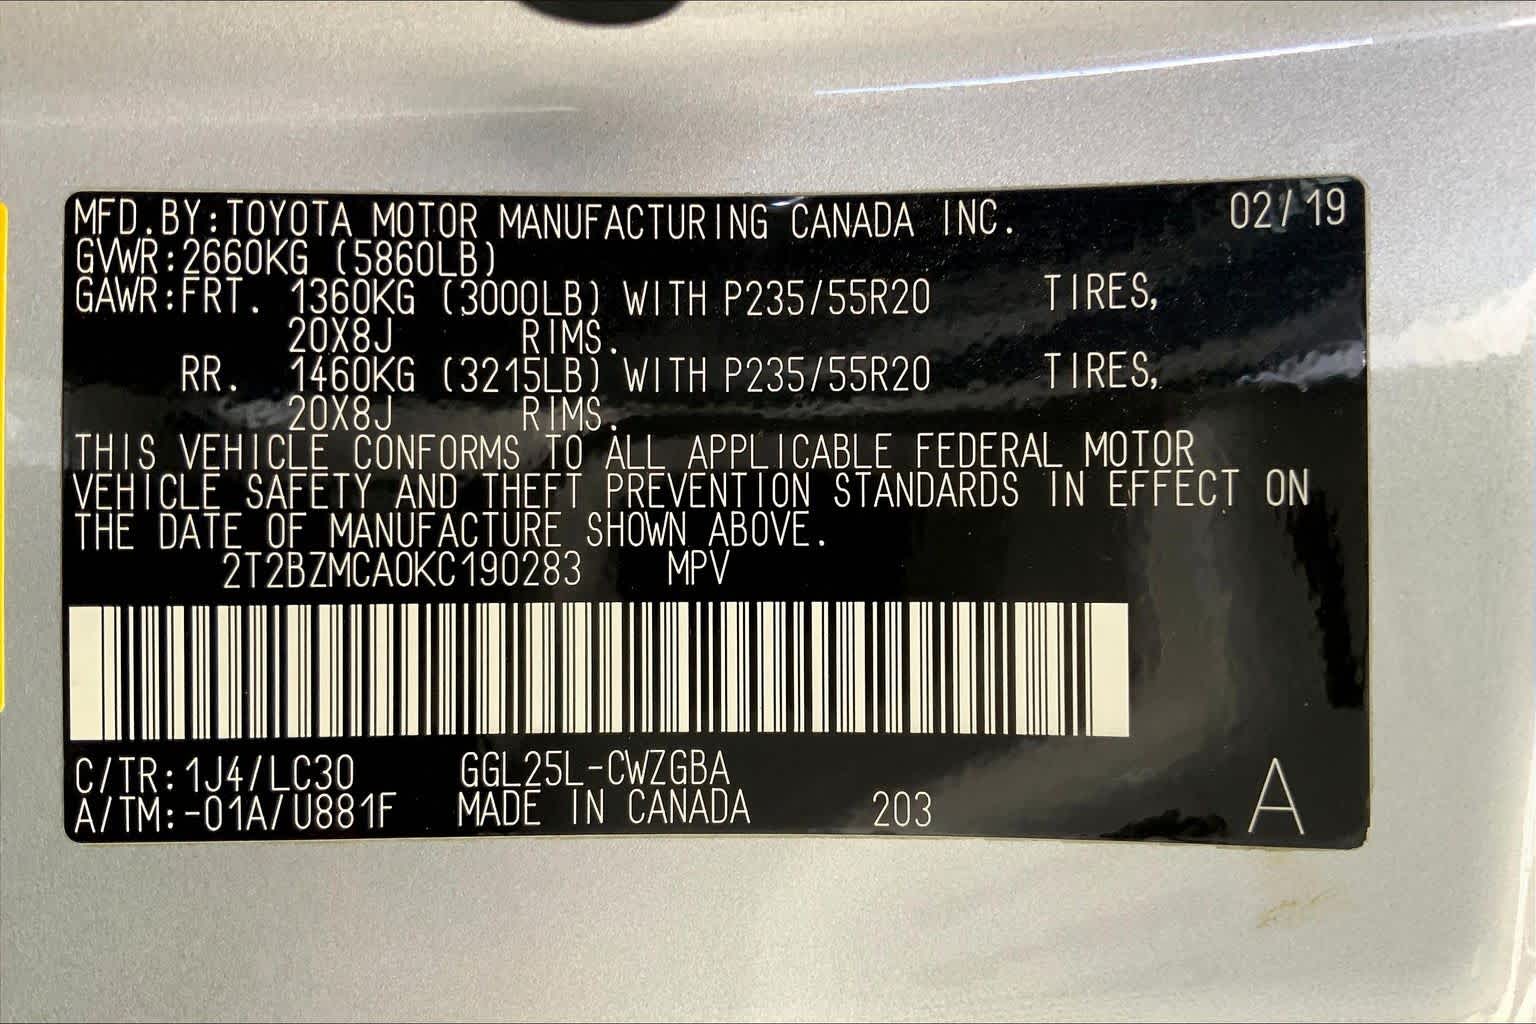 MFD.BY:TOYOTA MOTOR MANUFACTURING CANADA INC. 02/19
GVWR:2660KG (5860LB)
GAWR:FRT. 1360KG (3000LB) WITH P235/55R20 TIRES,
20X8J RIMS.
RR. 1460KG (3215LB) WITH P235/55R20 TIRES,
20X8J RIMS.
THIS VEHICLE CONFORMS TO ALL APPLICABLE FEDERAL MOTOR
VEHICLE SAFETY AND THEFT PREVENTION STANDARDS IN EFFECT ON
THE DATE OF MANUFACTURE SHOWN ABOVE.
2T2BZMCA0KC190283 MPV
C/TR:1J4/LC30 GGL25L-CWZGBA
A/TM:-01A/U881F MADE IN CANADA 203 A